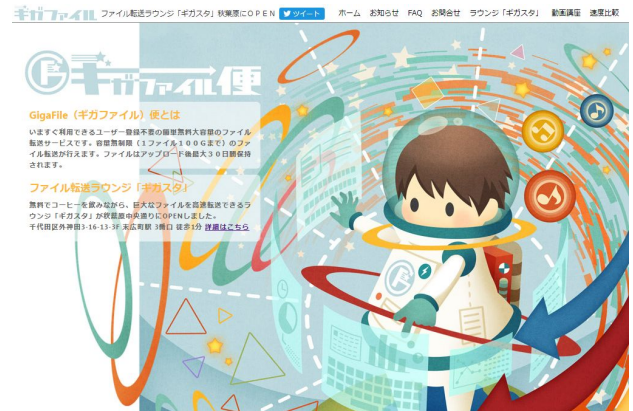 ギガファイル ファイル転送ラウンジ「ギガスタ」秋葉原にOPEN ツイート ホーム お知らせ FAQ お問合せ ラウンジ「ギガスタ」 動画講座 速度比較
ギガファイル便
GigaFile（ギガファイル）便とは
いますぐ利用できるユーザー登録不要の簡単無料大容量のファイル
転送サービスです。容量無制限（１ファイル１００Gまで）のファ
イル転送が行えます。ファイルはアップロード後最大３０日間保持
されます。
ファイル転送ラウンジ「ギガスタ」
無料でコーヒーを飲みながら、巨大なファイルを高速転送できるラ
ウンジ「ギガスタ」が秋葉原中央通りにOPENしました。
千代田区外神田3-16-13-3F 末広町駅 3番口 徒歩1分 詳細はこちら